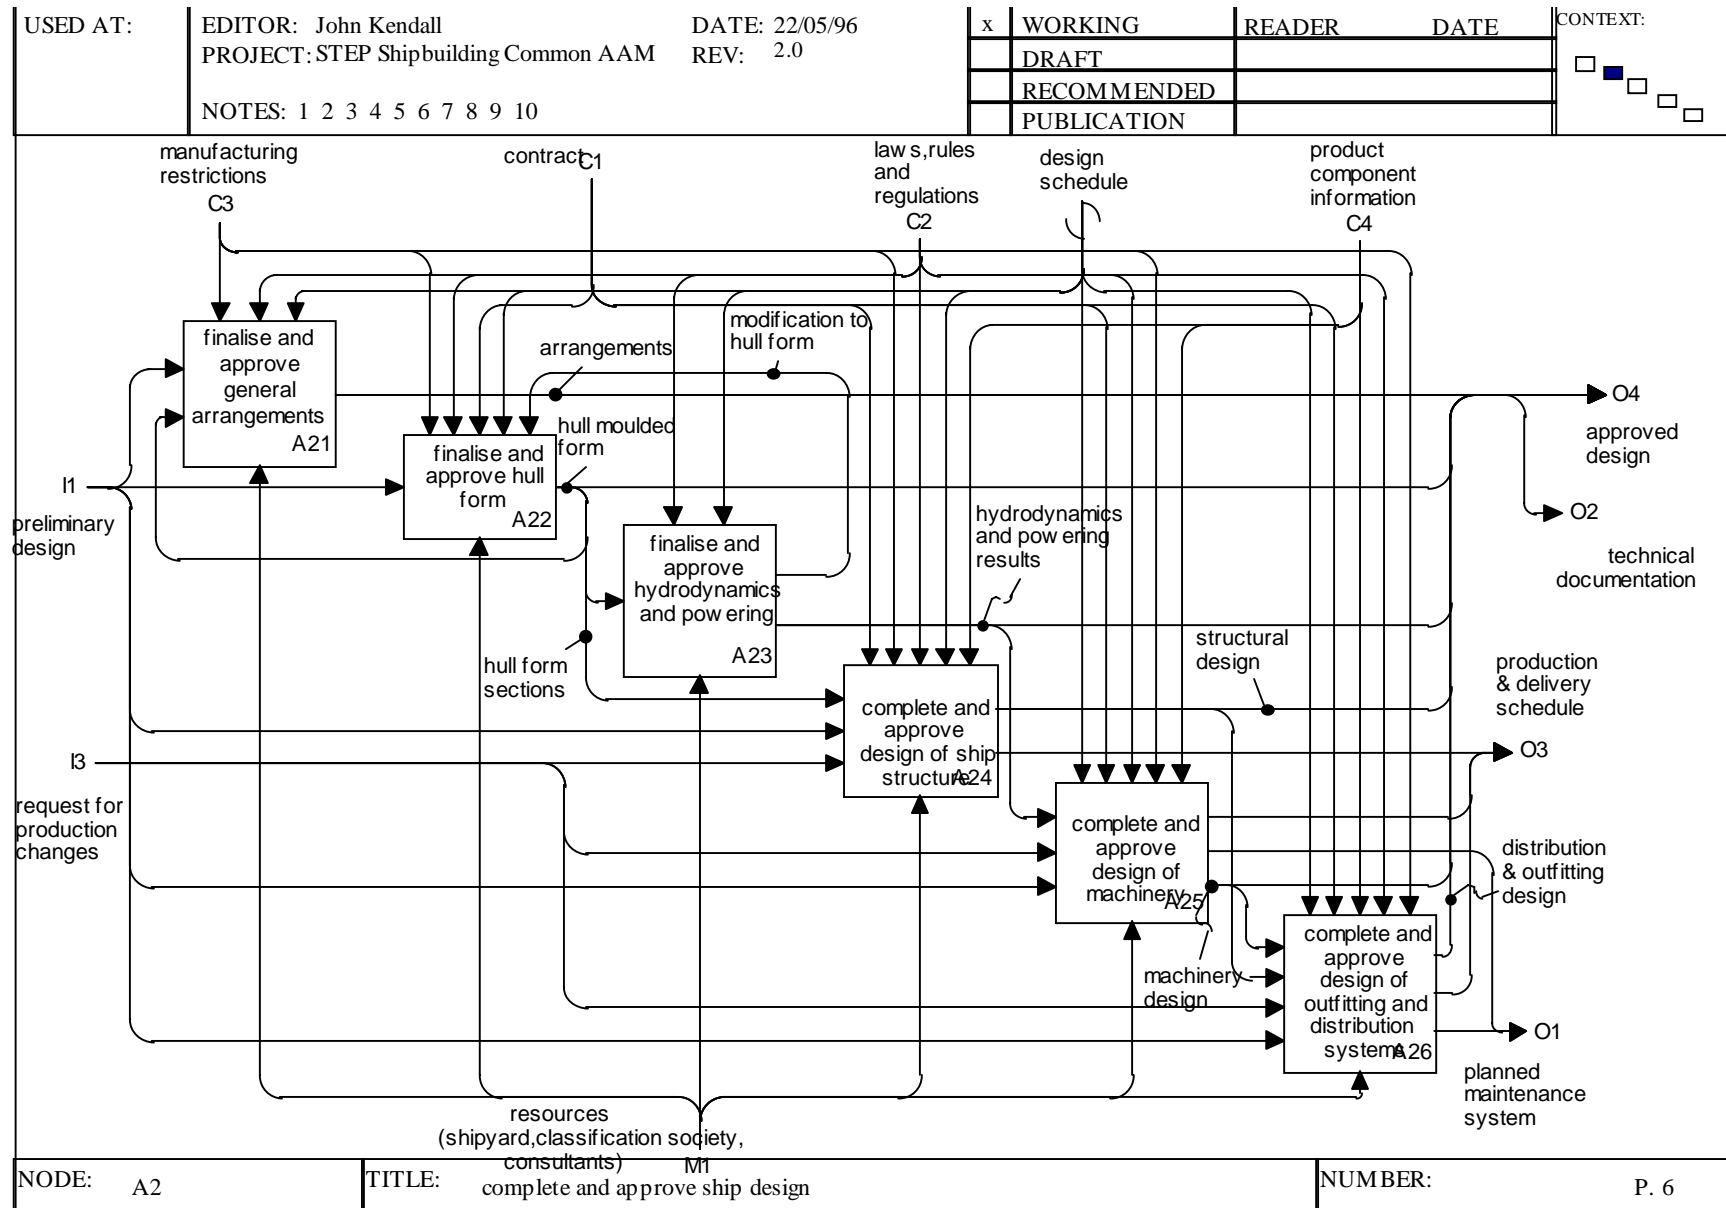 USED AT:
EDITOR: John Kendall
DATE: 22/05/96
PROJECT: STEP Shipbuilding Common AAM
REV: 2.0
NOTES: 1 2 3 4 5 6 7 8 9 10
x WORKING
DRAFT
RECOMMENDED
PUBLICATION
READER DATE
CONTEXT:
manufacturing
restrictions
C3
contract
C1
laws,rules
and
regulations
C2
design
schedule
product
component
information
C4
finalise and
approve
general
arrangements
A21
arrangements
modification to
hull form
O4
approved
design
finalise and
approve hull
form
A22
hull moulded
form
I1
preliminary
design
O2
technical
documentation
finalise and
approve
hydrodynamics
and powering
A23
hydrodynamics
and powering
results
hull form
sections
structural
design
production
& delivery
schedule
O3
complete and
approve
design of ship
structure
A24
I3
request for
production
changes
complete and
approve
design of
machinery
A25
distribution
& outfitting
design
machinery
design
complete and
approve
design of
outfitting and
distribution
systems
A26
O1
planned
maintenance
system
resources
(shipyard,classification society,
consultants)
M1
NODE: A2
TITLE: complete and approve ship design
NUMBER: P. 6